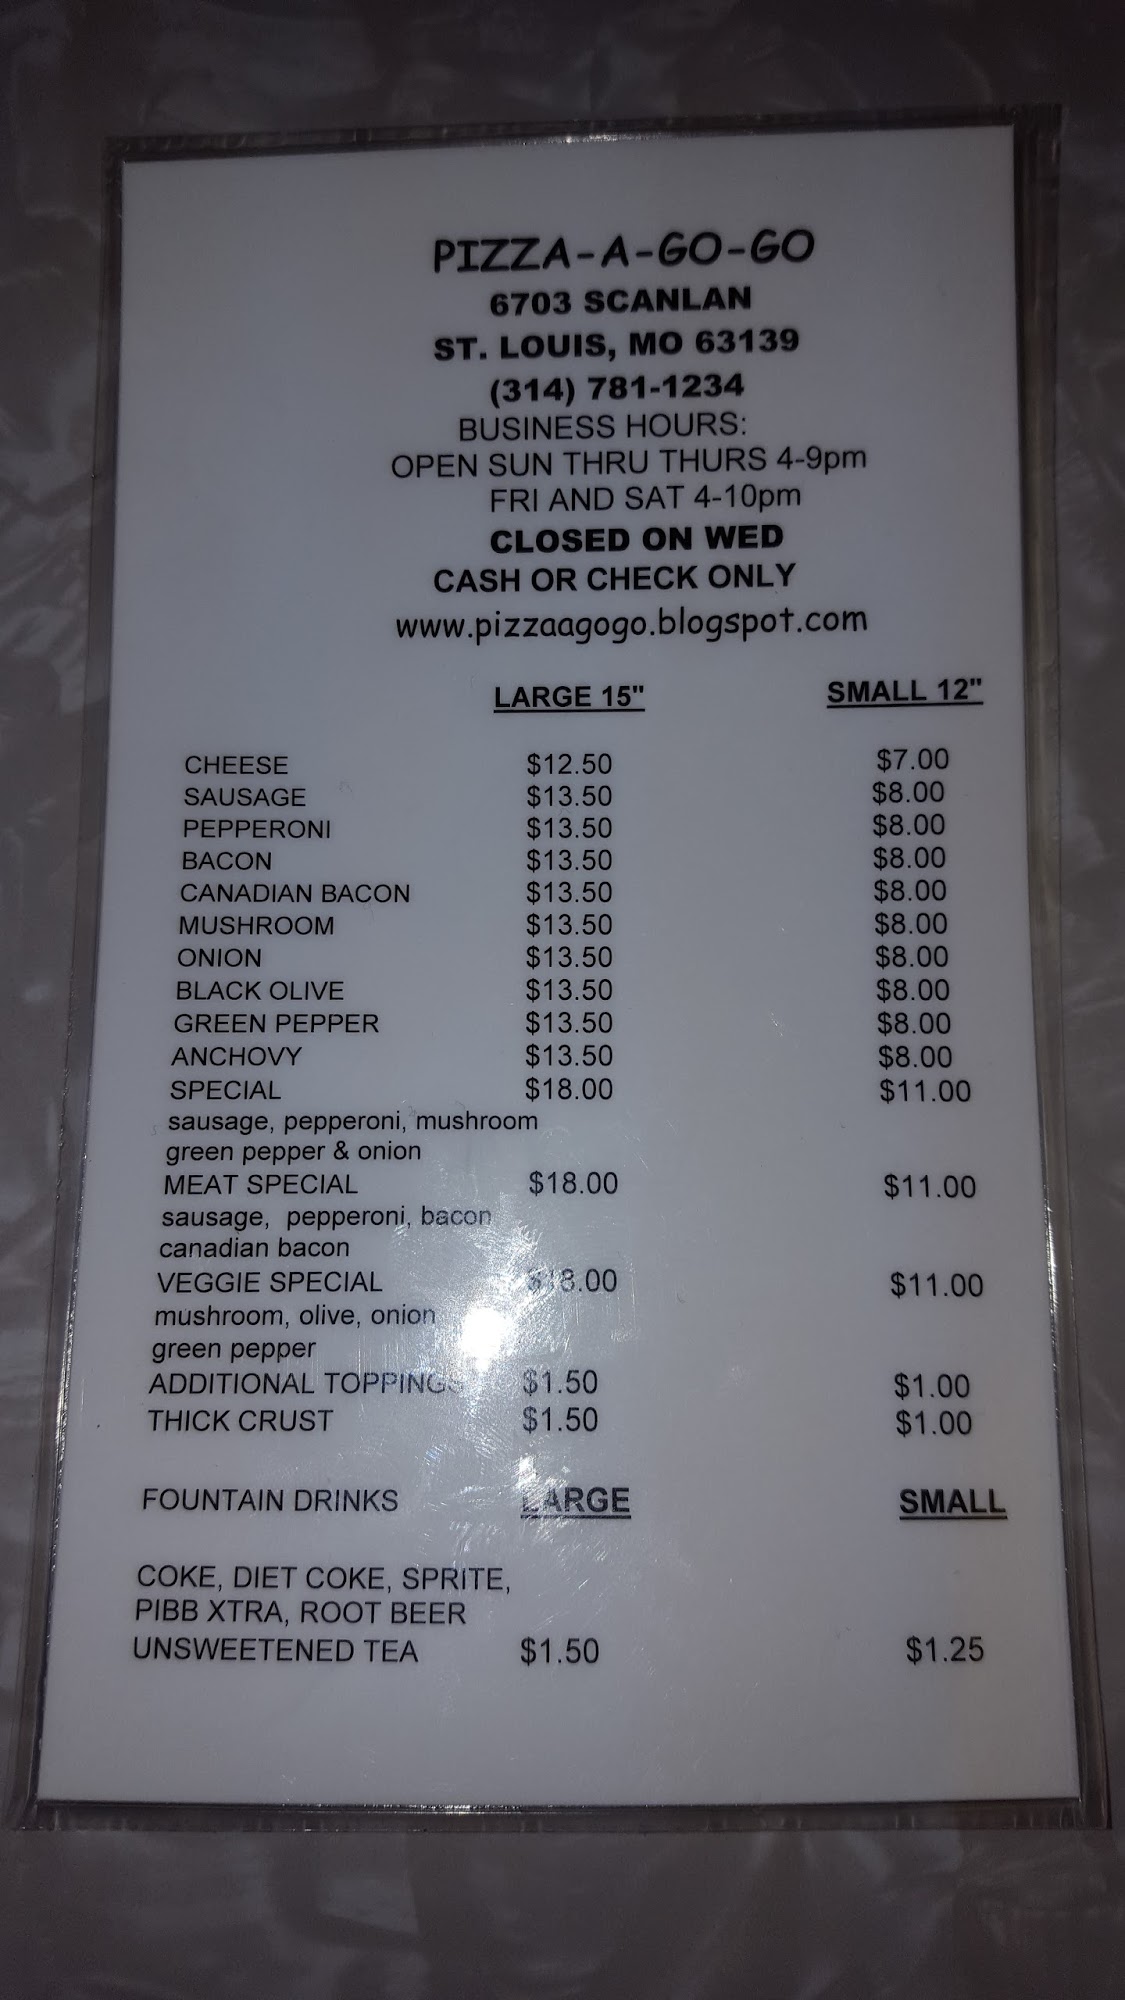 PIZZA-A-GO-GO
6703 SCANLAN
ST. LOUIS, MO 63139
(314) 781-1234
BUSINESS HOURS:
OPEN SUN THRU THURS 4-9pm
FRI AND SAT 4-10pm
CLOSED ON WED
CASH OR CHECK ONLY
www.pizzaagogo.blogspot.com
LARGE 15" SMALL 12"
CHEESE $12.50 $7.00
SAUSAGE $13.50 $8.00
PEPPERONI $13.50 $8.00
BACON $13.50 $8.00
CANADIAN BACON $13.50 $8.00
MUSHROOM $13.50 $8.00
ONION $13.50 $8.00
BLACK OLIVE $13.50 $8.00
GREEN PEPPER $13.50 $8.00
ANCHOVY $13.50 $8.00
SPECIAL $18.00 $11.00
sausage, pepperoni, mushroom
green pepper & onion
MEAT SPECIAL $18.00 $11.00
sausage, pepperoni, bacon
canadian bacon
VEGGIE SPECIAL $18.00 $11.00
mushroom, olive, onion
green pepper
ADDITIONAL TOPPINGS $1.50 $1.00
THICK CRUST $1.50 $1.00
FOUNTAIN DRINKS LARGE SMALL
COKE, DIET COKE, SPRITE,
PIBB XTRA, ROOT BEER
UNSWEETENED TEA $1.50 $1.25